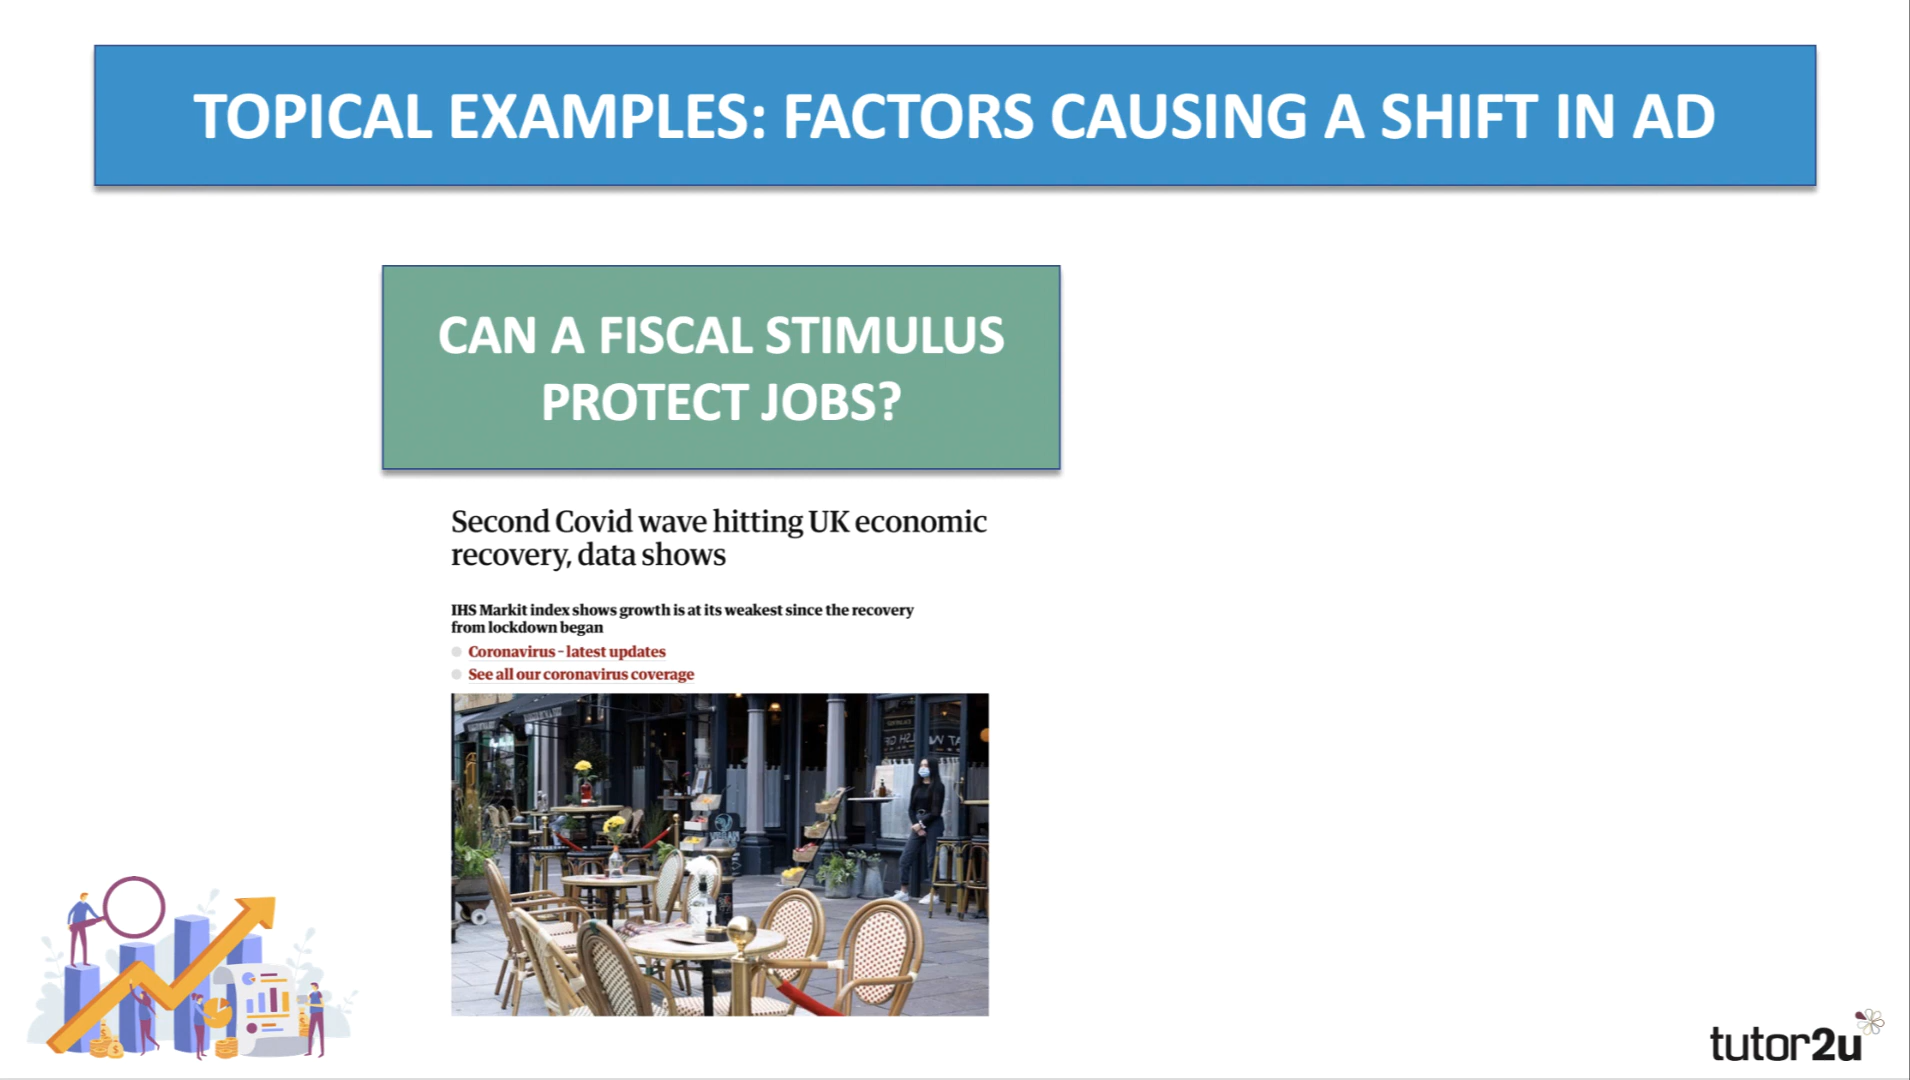 TOPICAL EXAMPLES: FACTORS CAUSING A SHIFT IN AD
CAN A FISCAL STIMULUS
PROTECT JOBS?
Second Covid wave hitting UK economic
recovery, data shows
IHS Markit index shows growth is at its weakest since the recovery
from lockdown began
Coronavirus - latest updates
See all our coronavirus coverage
tutor2u